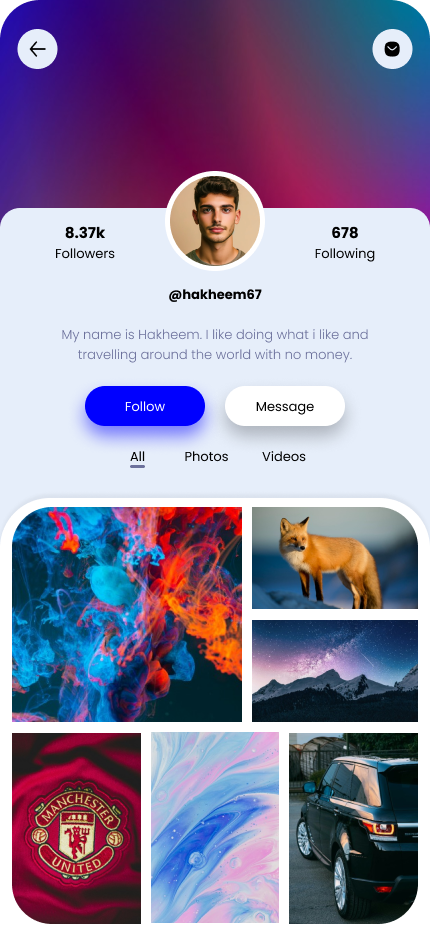 8.37k
Followers
678
Following
@hakheem67
My name is Hakheem. I like doing what i like and
travelling around the world with no money.
Follow
Message
All
Photos
Videos
MANCHESTER
UNITED